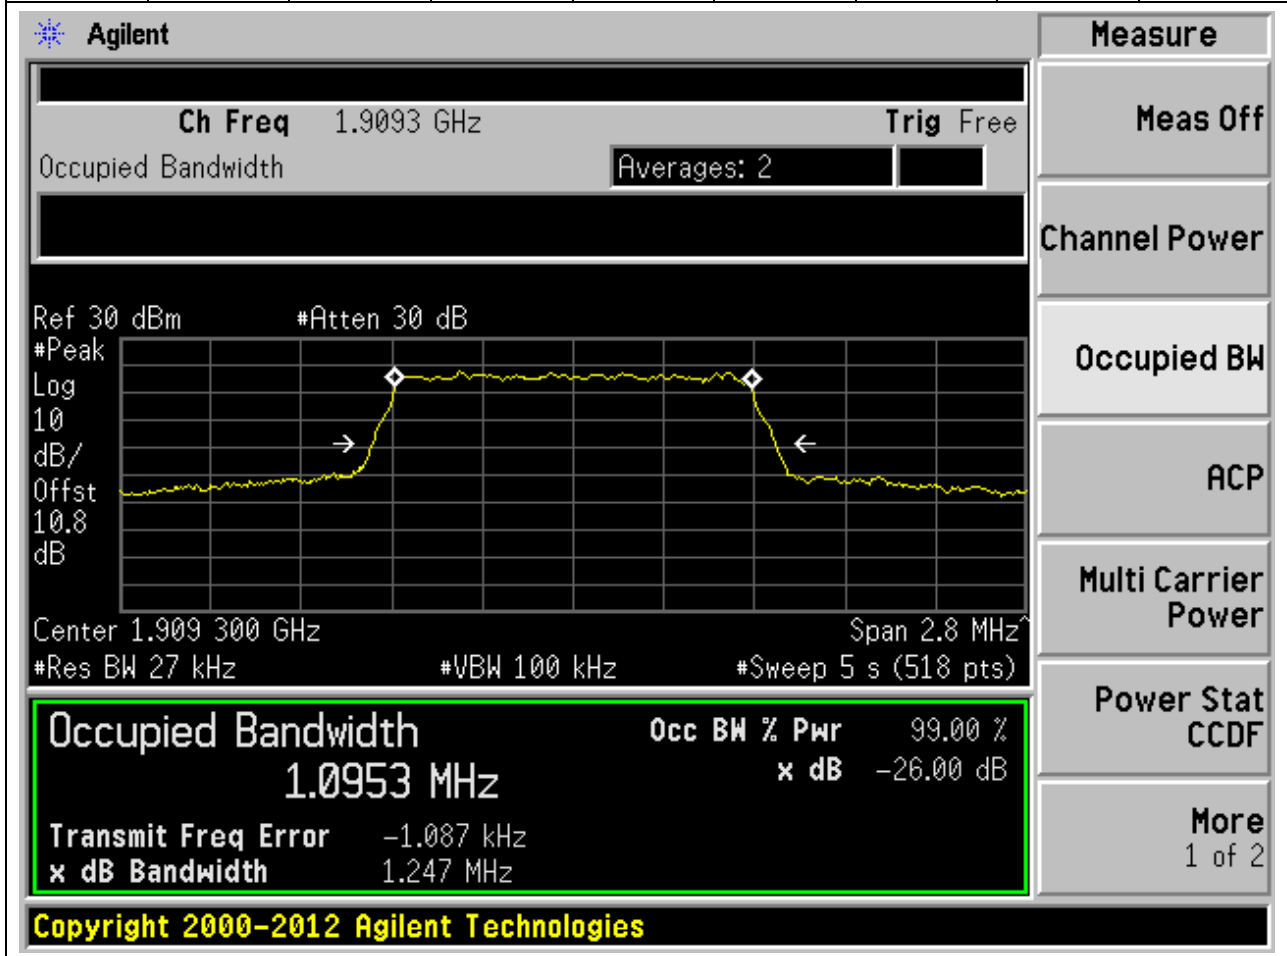 Agilent
Measure
Ch Freq 1.9093 GHz Trig Free
Occupied Bandwidth Averages: 2
Meas Off
Channel Power
Occupied BW
ACP
Multi Carrier
Power
Power Stat
CCDF
More
1 of 2
Ref 30 dBm #Atten 30 dB
#Peak
Log
10
dB/
Offst
10.8
dB
Center 1.909 300 GHz Span 2.8 MHz^
#Res BW 27 kHz #VBW 100 kHz #Sweep 5 s (518 pts)
Occupied Bandwidth Occ BW % Pwr 99.00 %
1.0953 MHz x dB -26.00 dB
Transmit Freq Error -1.087 kHz
x dB Bandwidth 1.247 MHz
Copyright 2000-2012 Agilent Technologies